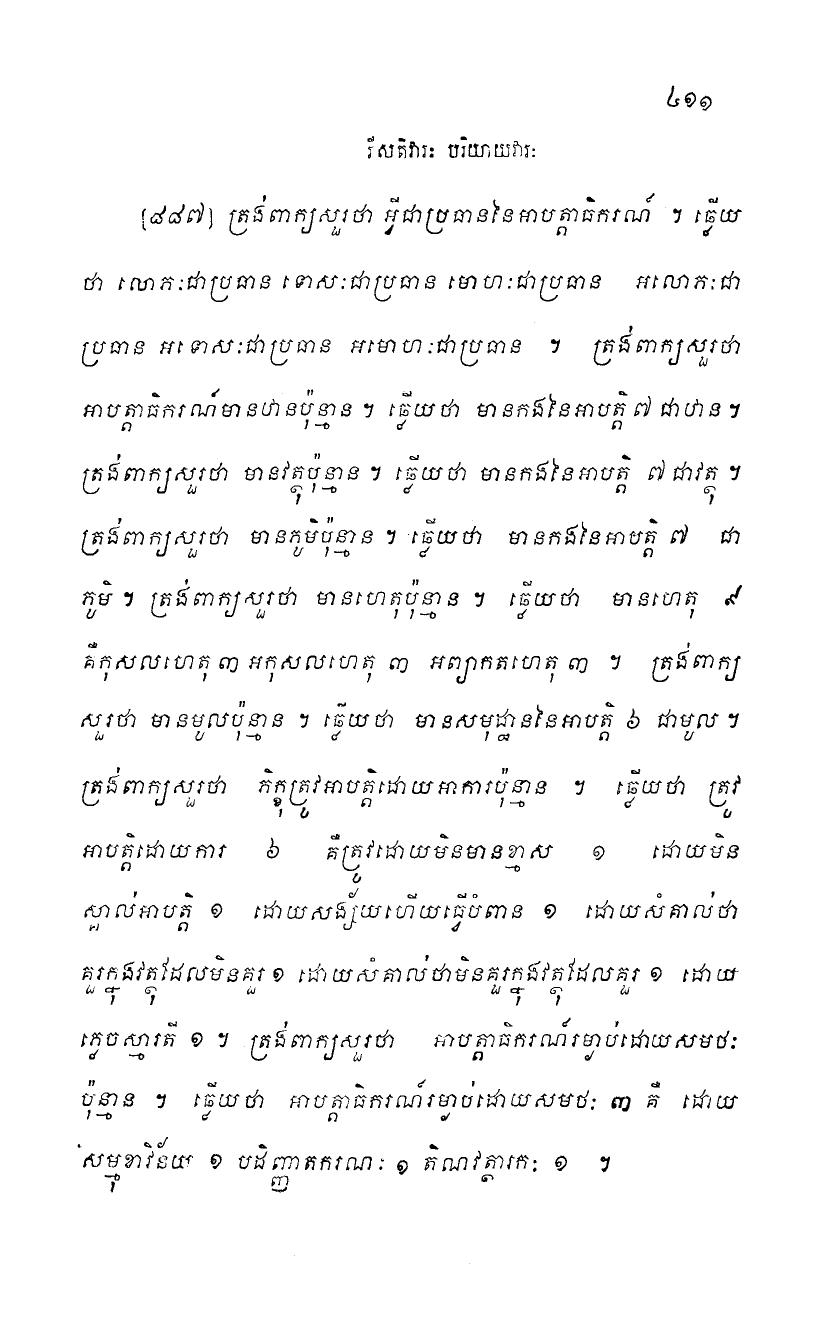 ៤១១
វីសតិវារៈ បរិយាយវារៈ
[៨៨៧] ត្រង់ពាក្យសួរថា អ្វីជាប្រធាននៃអាបត្តាធិករណ៍ ។ ឆ្លើយ
ថា លោភៈជាប្រធាន ទោសៈជាប្រធាន មោហៈជាប្រធាន អលោភៈជា
ប្រធាន អទោសៈជាប្រធាន អមោហៈជាប្រធាន ។ ត្រង់ពាក្យសួរថា
អាបត្តាធិករណ៍មានឋានប៉ុន្មាន ។ ឆ្លើយថា មានកងនៃអាបត្តិ ៧ ជាឋាន ។
ត្រង់ពាក្យសួរថា មានវត្ថុប៉ុន្មាន ។ ឆ្លើយថា មានកងនៃអាបត្តិ ៧ ជាវត្ថុ ។
ត្រង់ពាក្យសួរថា មានភូមិប៉ុន្មាន ។ ឆ្លើយថា មានកងនៃអាបត្តិ ៧ ជា
ភូមិ ។ ត្រង់ពាក្យសួរថា មានហេតុប៉ុន្មាន ។ ឆ្លើយថា មានហេតុ ៩
គឺកុសលហេតុ ៣ អកុសលហេតុ ៣ អព្យាកតហេតុ ៣ ។ ត្រង់ពាក្យ
សួរថា មានមូលប៉ុន្មាន ។ ឆ្លើយថា មានសមុដ្ឋាននៃអាបត្តិ ៦ ជាមូល ។
ត្រង់ពាក្យសួរថា ភិក្ខុត្រូវអាបត្តិដោយអាការប៉ុន្មាន ។ ឆ្លើយថា ត្រូវ
អាបត្តិដោយការ ៦ គឺត្រូវដោយមិនមានខ្មាស ១ ដោយមិន
ស្គាល់អាបត្តិ ១ ដោយសង្ស័យហើយធ្វើបំពាន ១ ដោយសំគាល់ថា
គួរក្នុងវត្ថុដែលមិនគួរ ១ ដោយសំគាល់ថាមិនគួរក្នុងវត្ថុដែលគួរ ១ ដោយ
ភ្លេចស្មារតី ១ ។ ត្រង់ពាក្យសួរថា អាបត្តាធិករណ៍រម្ងាប់ដោយសមថៈ
ប៉ុន្មាន ។ ឆ្លើយថា អាបត្តាធិករណ៍រម្ងាប់ដោយសមថៈ ៣ គឺ ដោយ
សម្មុខាវិន័យ ១ បដិញ្ញាតករណៈ ១ តិណវត្ថារកៈ ១ ។